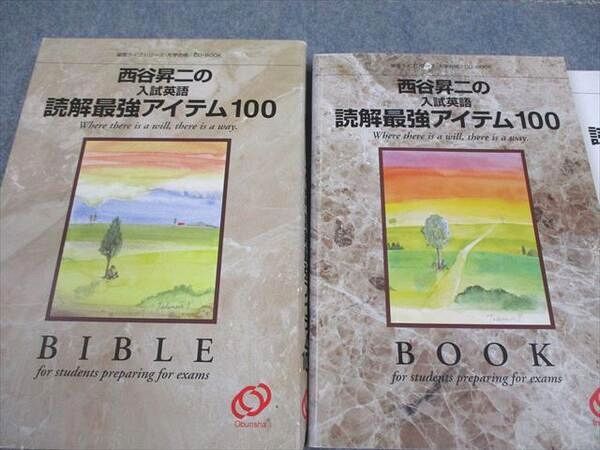 西谷昇二の
入試英語
読解最強アイテム100
Where there is a will, there is a way.
BIBLE
for students preparing for exams
Obunsha
西谷昇二の
入試英語
読解最強アイテム100
Where there is a will, there is a way.
BOOK
for students preparing for exams
Obunsha